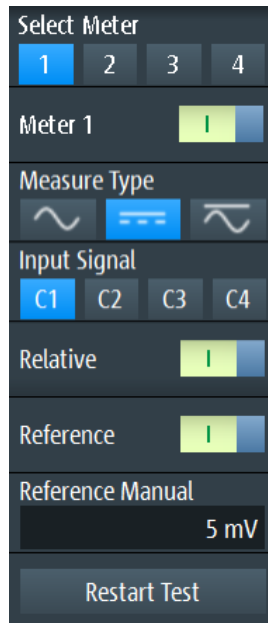 Select Meter
1 2 3 4
Meter 1 I
Measure Type
Input Signal
C1 C2 C3 C4
Relative I
Reference I
Reference Manual
5 mV
Restart Test